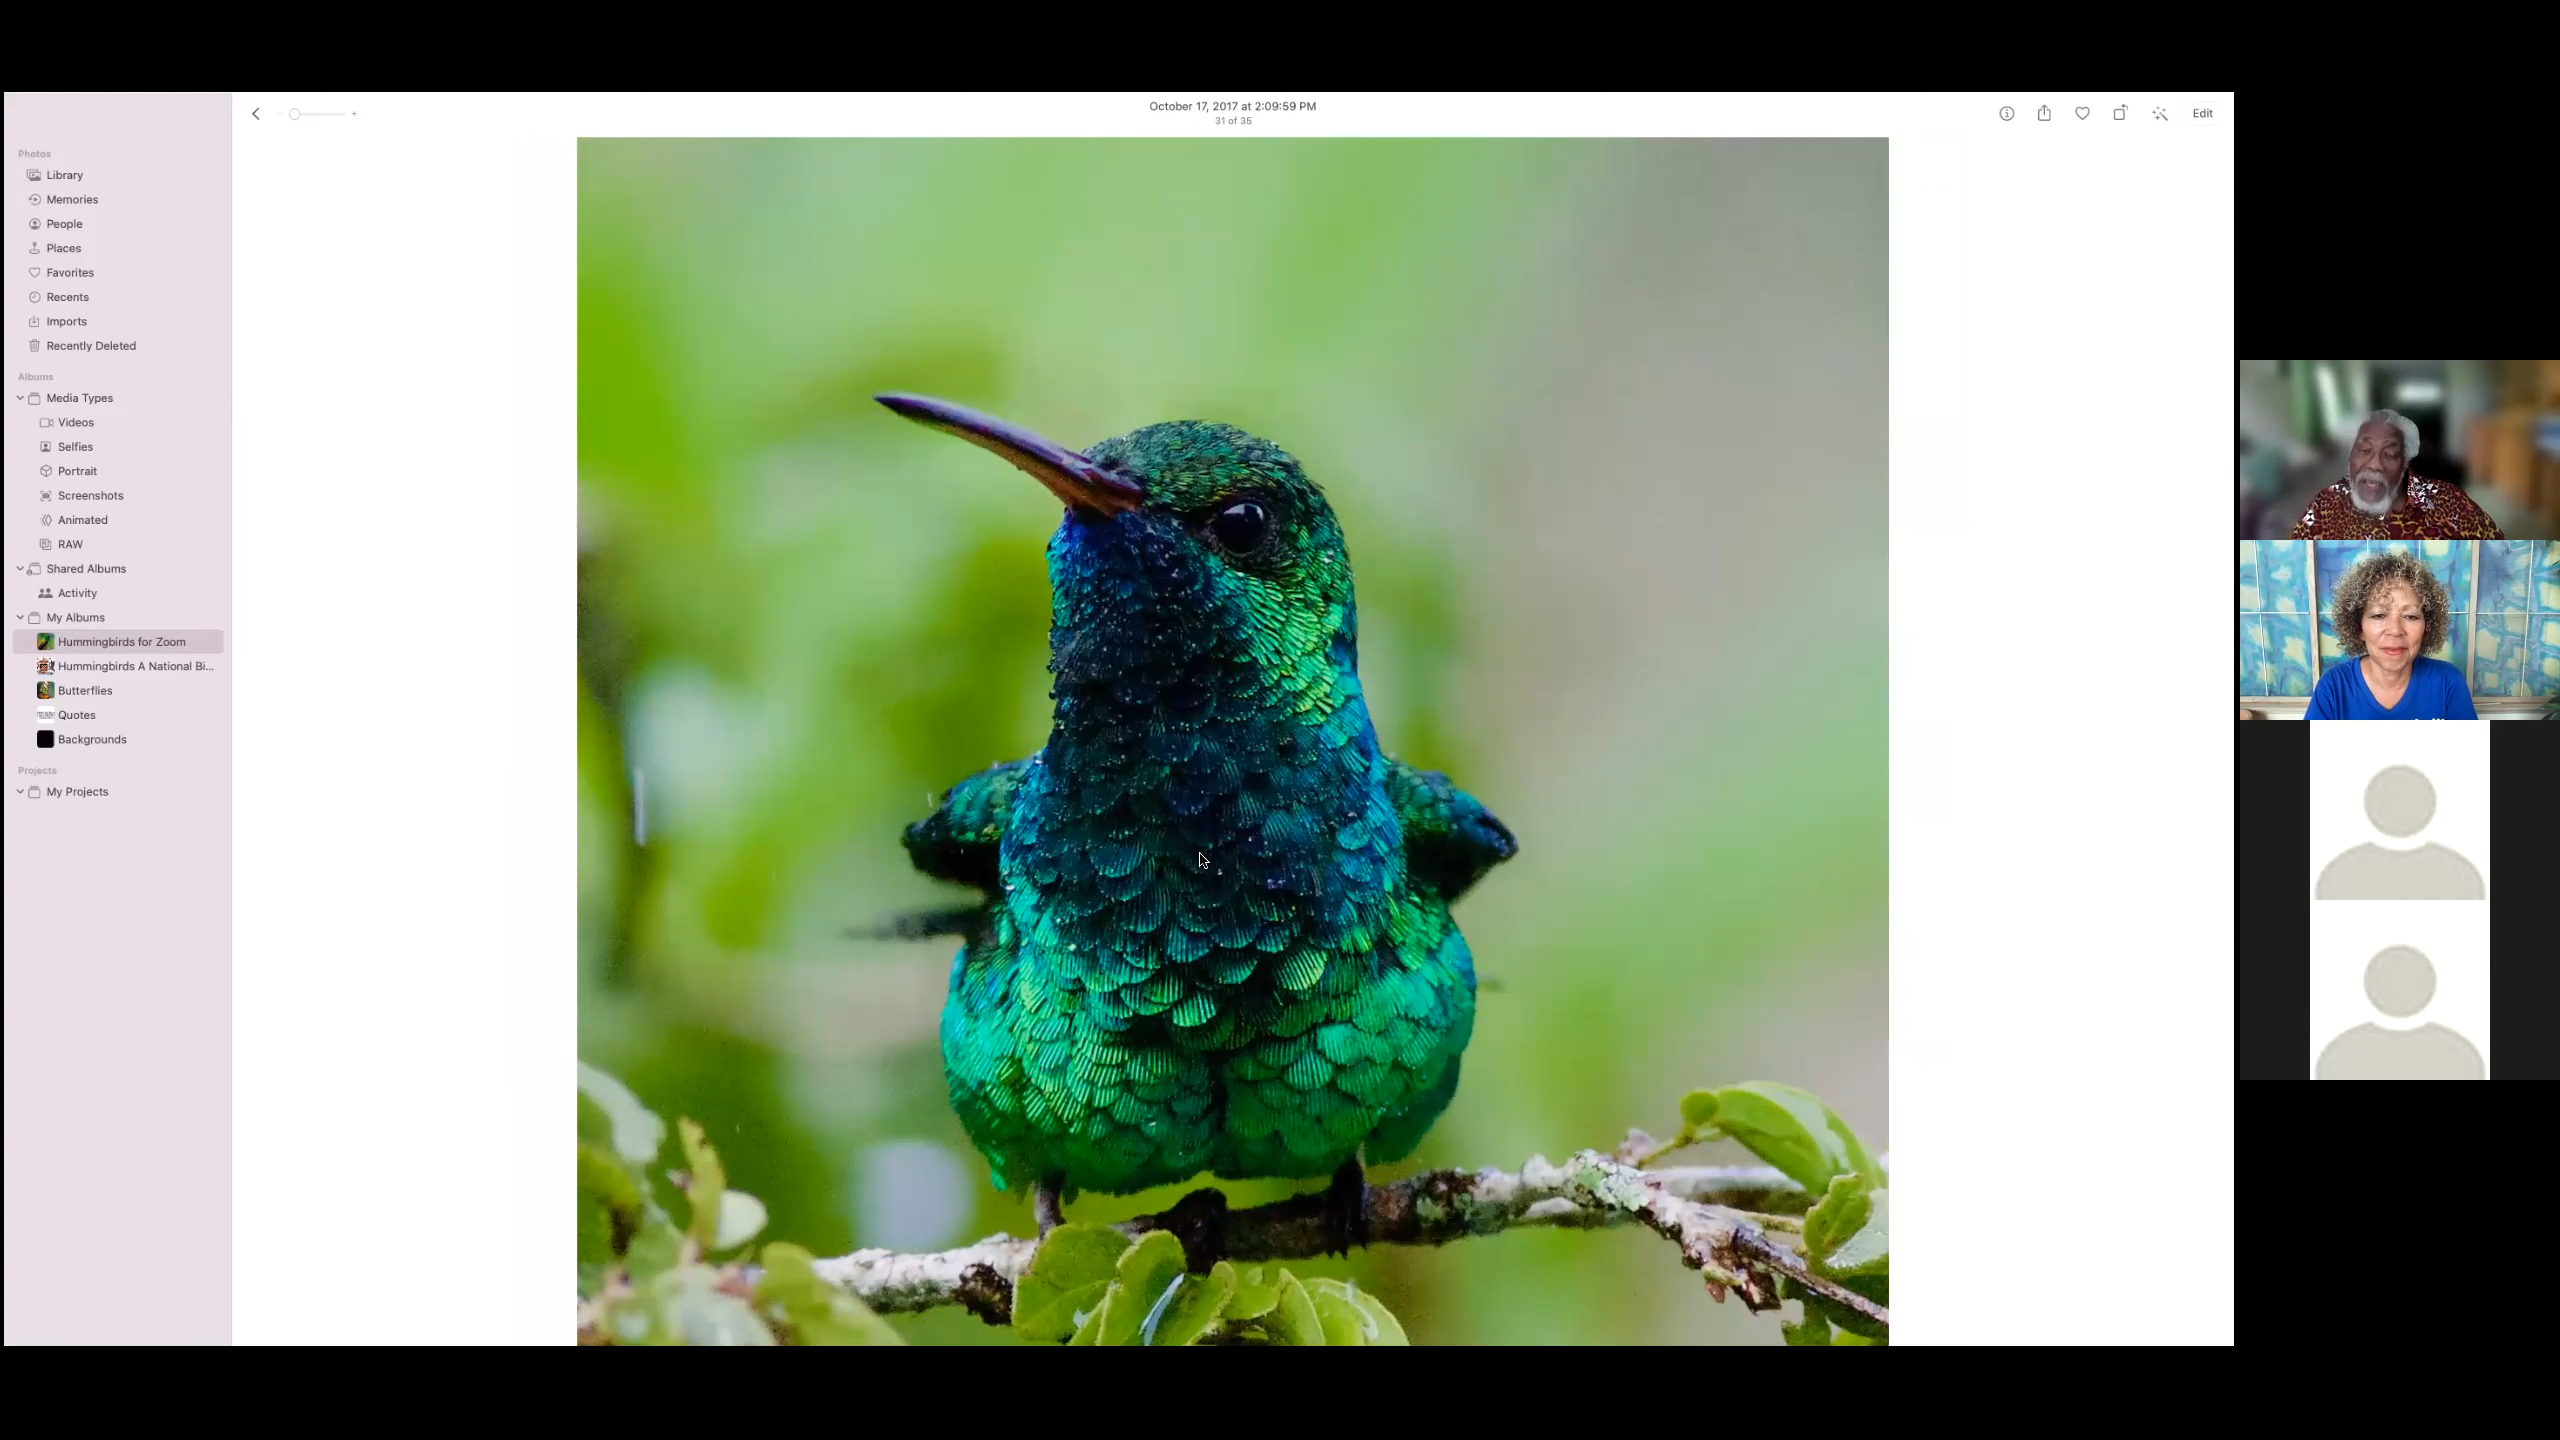 October 17, 2017 at 2:09:59 PM
31 of 35
Edit
Photos
Library
Memories
People
Places
Favorites
Recents
Imports
Recently Deleted
Albums
Media Types
Videos
Selfies
Portrait
Screenshots
Animated
RAW
Shared Albums
Activity
My Albums
Hummingbirds for Zoom
Hummingbirds A National Bi...
Butterflies
Quotes
Backgrounds
Projects
My Projects